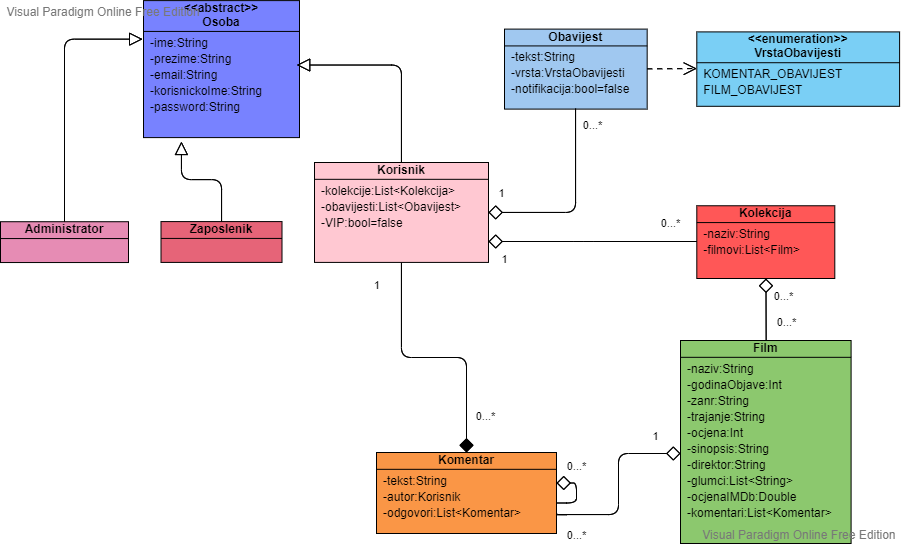 Visual Paradigm Online Free Edition
<<abstract>>
Osoba
-ime:String
-prezime:String
-email:String
-korisnickoIme:String
-password:String
Obavijest
-tekst:String
-vrsta:VrstaObavijesti
-notifikacija:bool=false
<<enumeration>>
VrstaObavijesti
KOMENTAR_OBAVIJEST
FILM_OBAVIJEST
0...*
Korisnik
-kolekcije:List<Kolekcija>
-obavijesti:List<Obavijest>
-VIP:bool=false
1
0...*
1
1
Administrator
Zaposlenik
Kolekcija
-naziv:String
-filmovi:List<Film>
0...*
0...*
Film
-naziv:String
-godinaObjave:Int
-zanr:String
-trajanje:String
-ocjena:Int
-sinopsis:String
-direktor:String
-glumci:List<String>
-ocjenaIMDb:Double
-komentari:List<Komentar>
0...*
1
Komentar
-tekst:String
-autor:Korisnik
-odgovori:List<Komentar>
0...*
0...*
Visual Paradigm Online Free Edition